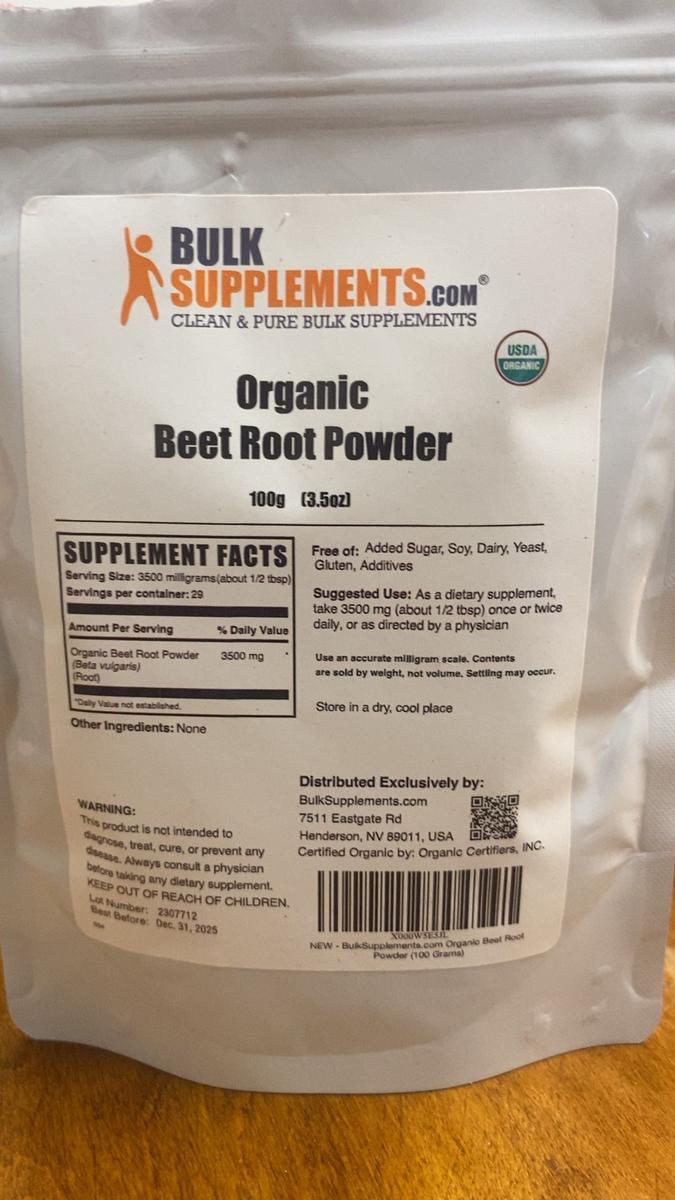 BULK
SUPPLEMENTS.COM®
CLEAN & PURE BULK SUPPLEMENTS
USDA
ORGANIC
Organic
Beet Root Powder
100g (3.5oz)
SUPPLEMENT FACTS
Serving Size: 3500 milligrams(about 1/2 tbsp)
Servings per container: 29
Amount Per Serving % Daily Value
Organic Beet Root Powder 3500 mg *
(Beta vulgaris)
(Root)
*Daily Value not established.
Other Ingredients: None
Free of: Added Sugar, Soy, Dairy, Yeast,
Gluten, Additives
Suggested Use: As a dietary supplement,
take 3500 mg (about 1/2 tbsp) once or twice
daily, or as directed by a physician
Use an accurate milligram scale. Contents
are sold by weight, not volume. Settling may occur.
Store in a dry, cool place
WARNING:
This product is not intended to
diagnose, treat, cure, or prevent any
disease. Always consult a physician
before taking any dietary supplement.
KEEP OUT OF REACH OF CHILDREN.
Lot Number: 2307712
Best Before: Dec. 31, 2025
Distributed Exclusively by:
BulkSupplements.com
7511 Eastgate Rd
Henderson, NV 89011, USA
Certified Organic by: Organic Certifiers, INC.
X000W5E5JL
NEW - BulkSupplements.com Organic Beet Root
Powder (100 Grams)